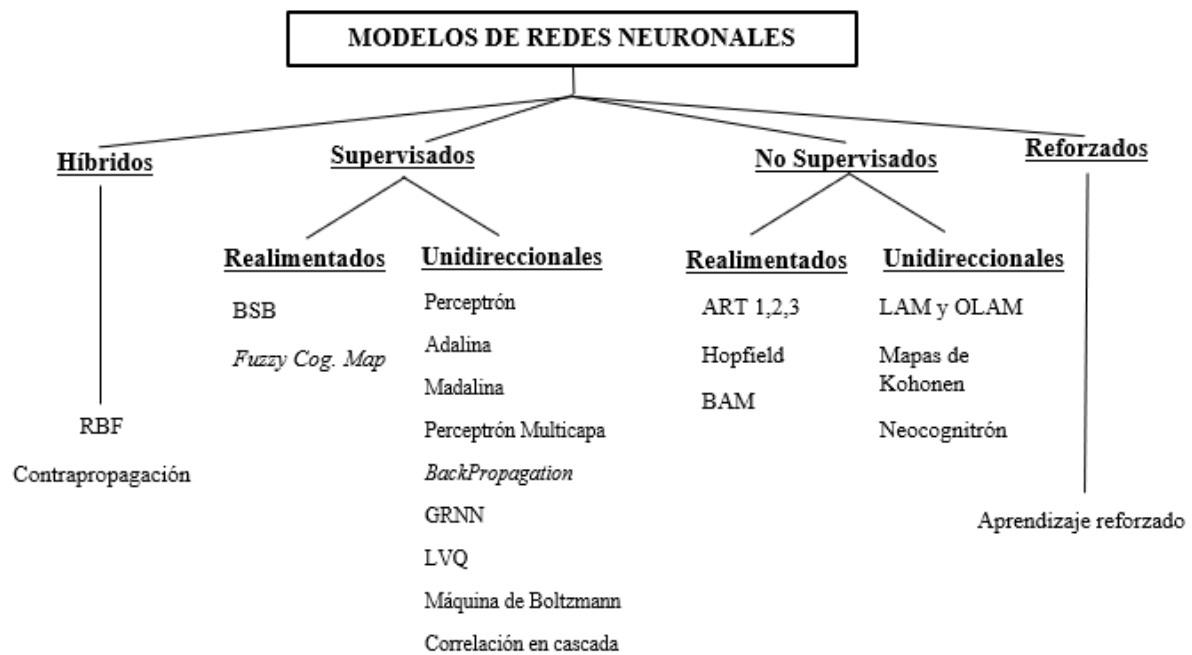 MODELOS DE REDES NEURONALES
Híbridos
RBF
Contrapropagación
Supervisados
Realimentados
BSB
Fuzzy Cog. Map
Unidireccionales
Perceptrón
Adalina
Madalina
Perceptrón Multicapa
BackPropagation
GRNN
LVQ
Máquina de Boltzmann
Correlación en cascada
No Supervisados
Realimentados
ART 1,2,3
Hopfield
BAM
Unidireccionales
LAM y OLAM
Mapas de
Kohonen
Neocognitrón
Reforzados
Aprendizaje reforzado